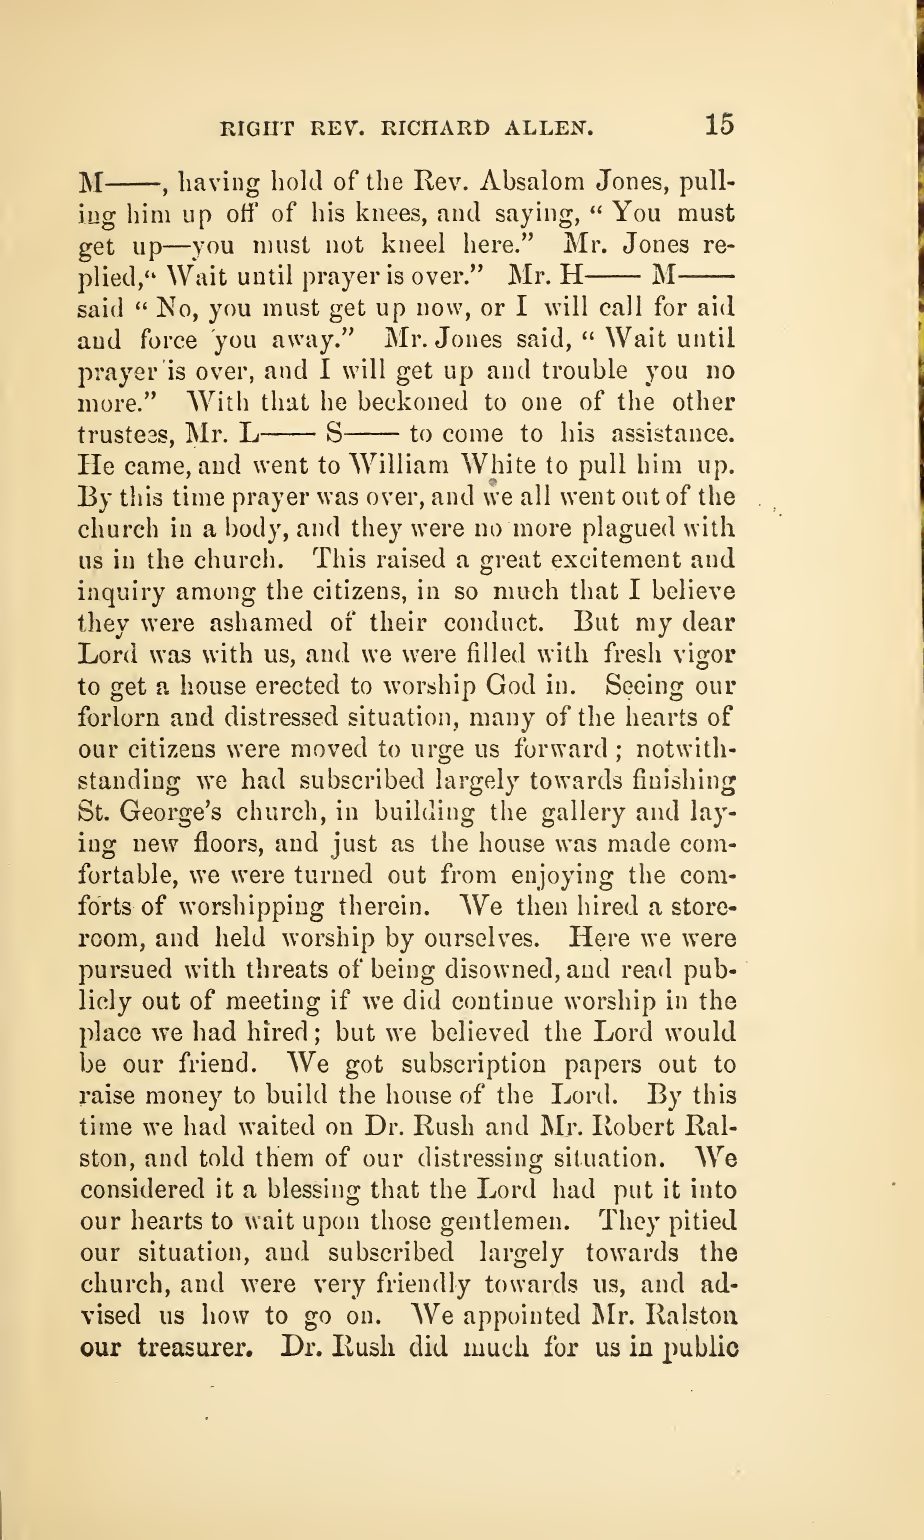 RIGHT REV. RICHARD ALLEN. 15
M——, having hold of the Rev. Absalom Jones, pull-
ing him up off of his knees, and saying, “ You must
get up—you must not kneel here.” Mr. Jones re-
plied,“ Wait until prayer is over.” Mr. H—— M——
said “ No, you must get up now, or I will call for aid
and force you away.” Mr. Jones said, “ Wait until
prayer is over, and I will get up and trouble you no
more.” With that he beckoned to one of the other
trustees, Mr. L—— S—— to come to his assistance.
He came, and went to William White to pull him up.
By this time prayer was over, and we all went out of the
church in a body, and they were no more plagued with
us in the church. This raised a great excitement and
inquiry among the citizens, in so much that I believe
they were ashamed of their conduct. But my dear
Lord was with us, and we were filled with fresh vigor
to get a house erected to worship God in. Seeing our
forlorn and distressed situation, many of the hearts of
our citizens were moved to urge us forward ; notwith-
standing we had subscribed largely towards finishing
St. George’s church, in building the gallery and lay-
ing new floors, and just as the house was made com-
fortable, we were turned out from enjoying the com-
forts of worshipping therein. We then hired a store-
room, and held worship by ourselves. Here we were
pursued with threats of being disowned, and read pub-
licly out of meeting if we did continue worship in the
place we had hired ; but we believed the Lord would
be our friend. We got subscription papers out to
raise money to build the house of the Lord. By this
time we had waited on Dr. Rush and Mr. Robert Ral-
ston, and told them of our distressing situation. We
considered it a blessing that the Lord had put it into
our hearts to wait upon those gentlemen. They pitied
our situation, and subscribed largely towards the
church, and were very friendly towards us, and ad-
vised us how to go on. We appointed Mr. Ralston
our treasurer. Dr. Rush did much for us in public